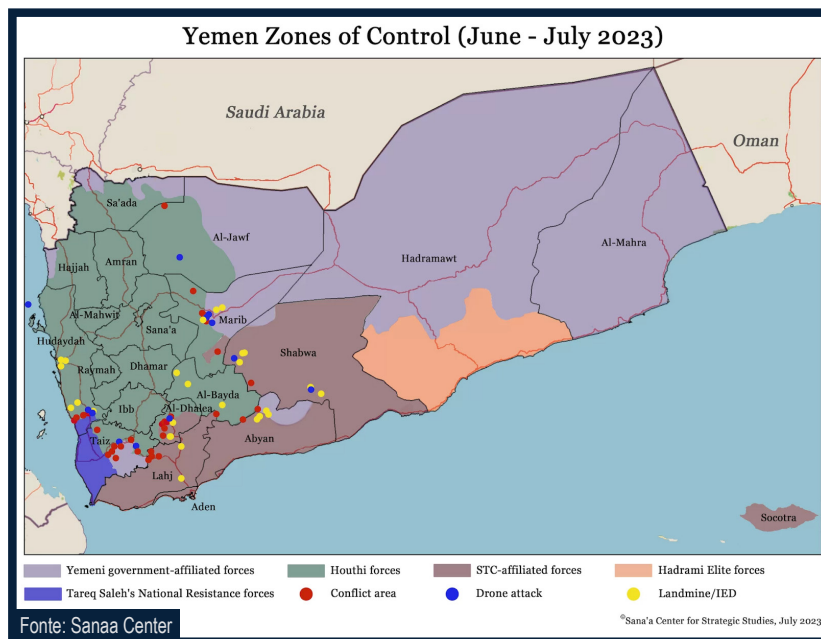 Yemen Zones of Control (June - July 2023)
Saudi Arabia
Oman
Sa'ada
Al-Jawf
Hadramawt
Al-Mahra
Hajjah
Amran
Al-Mahwit
Marib
Sana'a
Hudaydah
Shabwa
Raymah
Dhamar
Al-Bayda
Ibb
Al-Dhalea
Taiz
Abyan
Lahj
Aden
Socotra
Yemeni government-affiliated forces
Houthi forces
STC-affiliated forces
Hadrami Elite forces
Tareq Saleh's National Resistance forces
Conflict area
Drone attack
Landmine/IED
Fonte: Sanaa Center
©Sana'a Center for Strategic Studies, July 2023